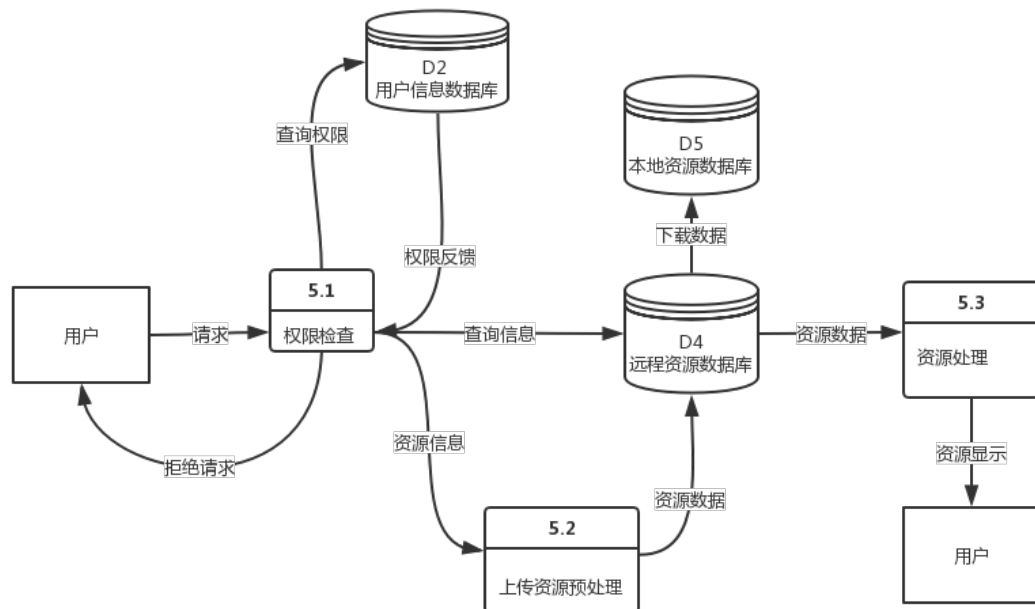 D2
用户信息数据库
查询权限
D5
本地资源数据库
下载数据
权限反馈
5.1
权限检查
用户
请求
查询信息
D4
远程资源数据库
资源数据
5.3
资源处理
拒绝请求
资源信息
资源数据
资源显示
5.2
上传资源预处理
用户